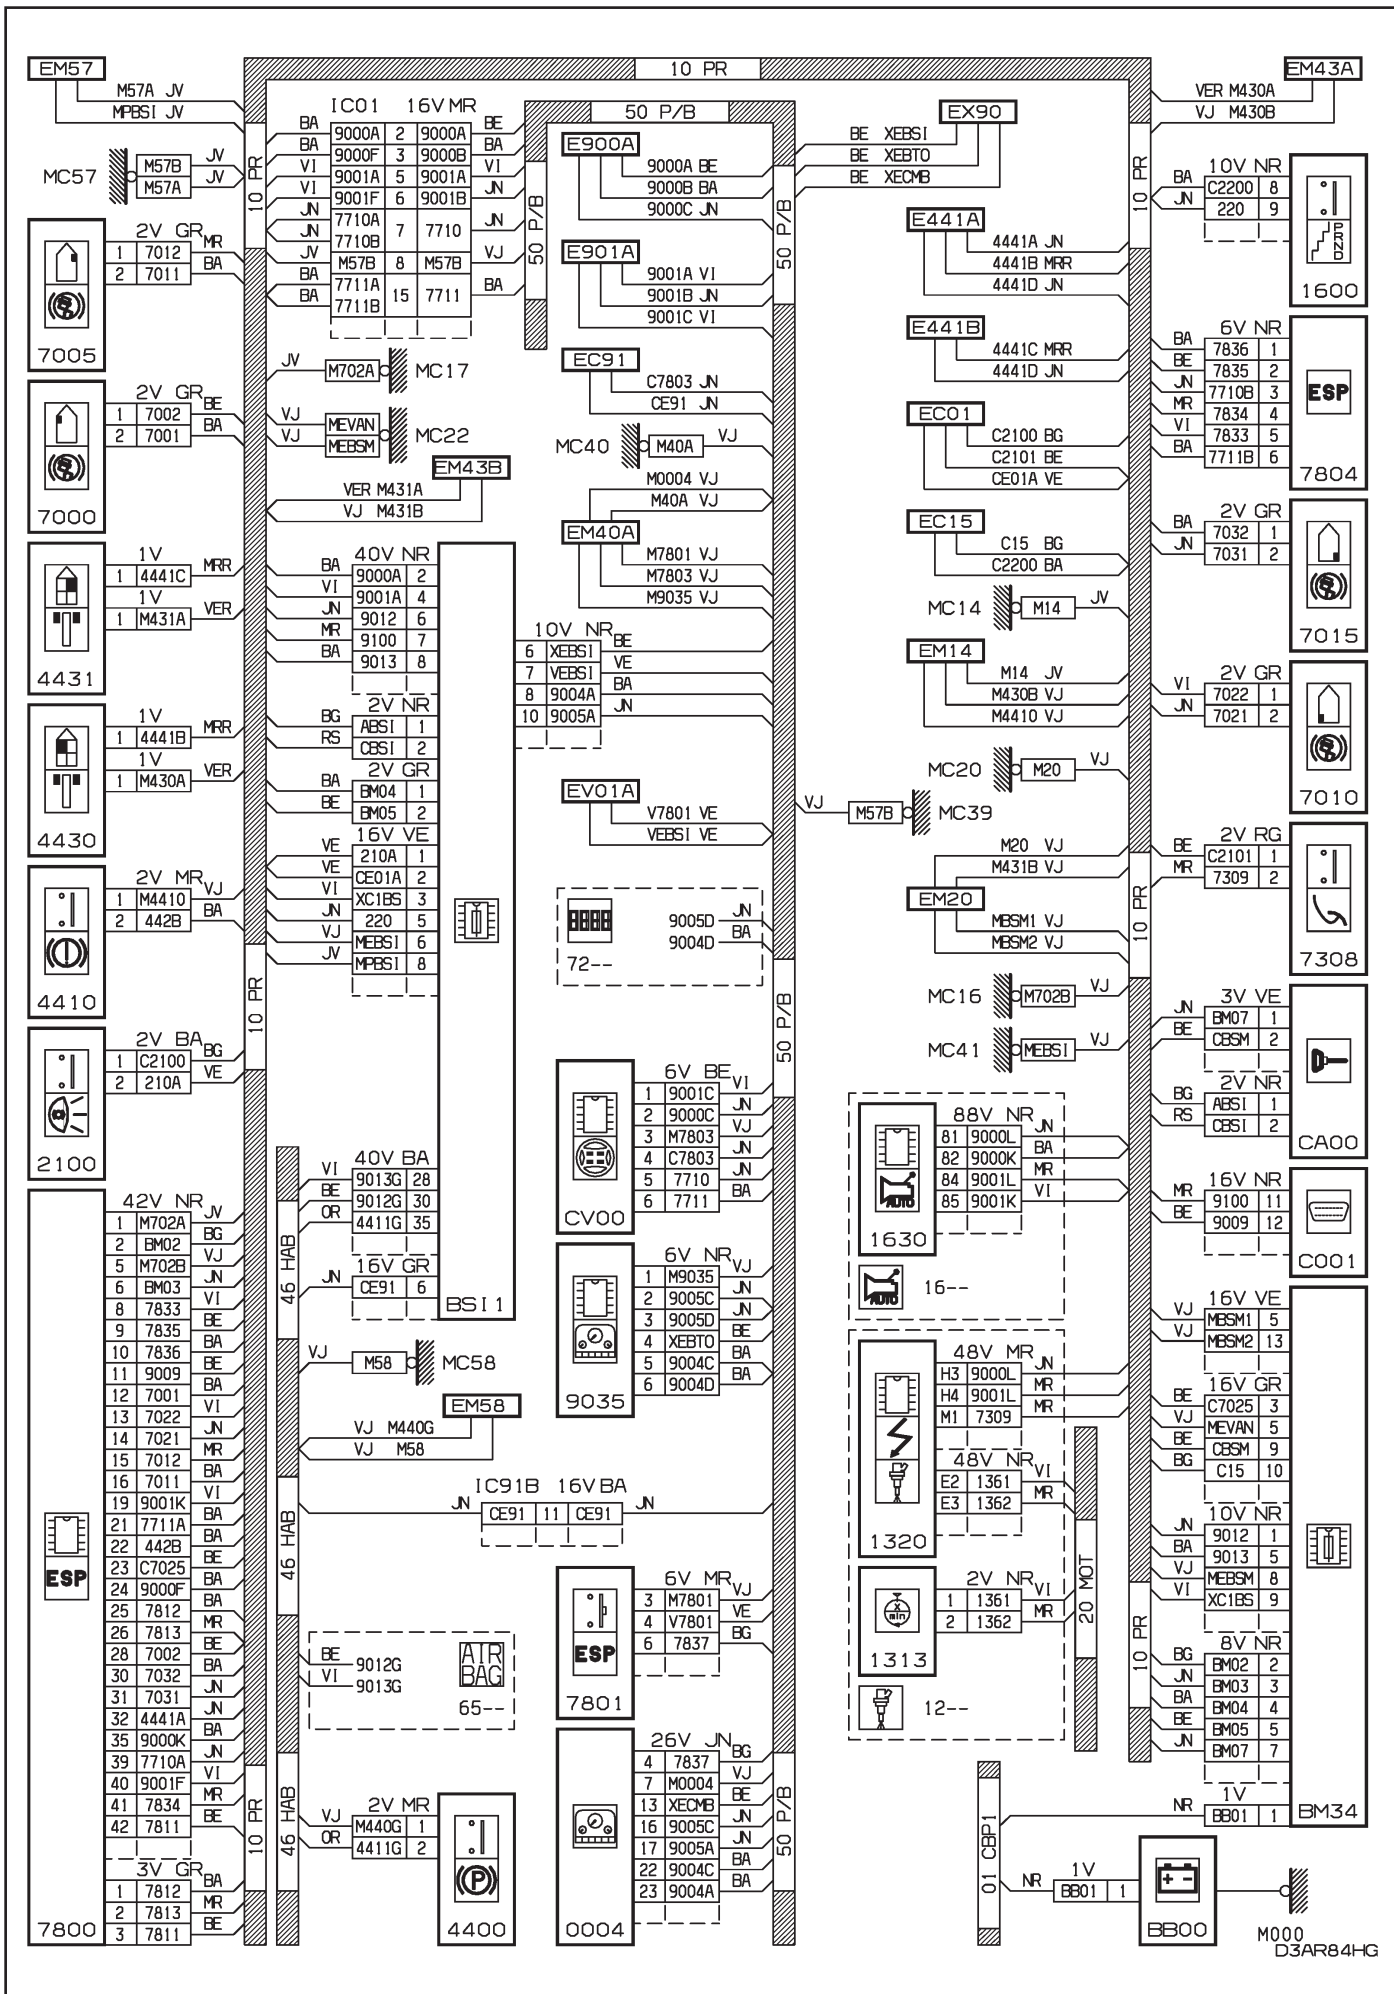 10 PR
EM57
M57A JV
MPBSI JV
MC57
M57B JV
M57A JV
10 PR
2V GR
1 7012 MR
2 7011 BA
7005
2V GR
1 7002 BE
2 7001 BA
7000
1V
1 4441C MRR
1V
1 M431A VER
4431
1V
1 4441B MRR
1V
1 M430A VER
4430
2V MR
1 M4410 VJ
2 442B BA
4410
10 PR
2V BA
1 C2100 BG
2 210A VE
2100
42V NR
1 M702A JV
2 BM02 BG
5 M702B VJ
6 BM03 JN
8 7833 VI
9 7835 BE
10 7836 BA
11 9009 BE
12 7001 BA
13 7022 VI
14 7021 JN
15 7012 MR
16 7011 BA
19 9001K VI
21 7711A BA
22 442B BA
23 C7025 BE
24 9000F BA
25 7812 BA
26 7813 MR
28 7002 BE
30 7032 BA
31 7031 JN
32 4441A JN
35 9000K BA
39 7710A JN
40 9001F VI
41 7834 MR
42 7811 BE
3V GR
1 7812 BA
2 7813 MR
3 7811 BE
ESP
7800
10 PR
IC01 16V MR
BA 9000A 2 9000A BE
BA 9000F 3 9000B BA
VI 9001A 5 9001A VI
VI 9001F 6 9001B JN
JN 7710A 7 7710 JN
JN 7710B
JV M57B 8 M57B VJ
BA 7711A 15 7711 BA
BA 7711B
50 P/B
50 P/B
JV M702A MC17
VJ MEVAN
VJ MEBSM
MC22
EM43B
VER M431A
VJ M431B
40V NR
BA 9000A 2
VI 9001A 4
JN 9012 6
MR 9100 7
BA 9013 8
2V NR
BG ABSI 1
RS CBSI 2
2V GR
BA BM04 1
BE BM05 2
16V VE
VE 210A 1
VE CE01A 2
VI XC1BS 3
JN 220 5
VJ MEBSI 6
JV MPBSI 8
10V NR
6 XEBSI BE
7 VEBSI VE
8 9004A BA
10 9005A JN
40V BA
VI 9013G 28
BE 9012G 30
OR 4411G 35
16V GR
JN CE91 6
BSI1
46 HAB
VJ M58 MC58
EM58
VJ M440G
VJ M58
IC91B 16V BA
JN CE91 11 CE91 JN
46 HAB
BE 9012G
VI 9013G
AIR
BAG
65--
46 HAB
2V MR
VJ M440G 1
OR 4411G 2
P
4400
E900A
9000A BE
9000B BA
9000C JN
50 P/B
E901A
9001A VI
9001B JN
9001C VI
EC91
C7803 JN
CE91 JN
MC40 M40A VJ
M0004 VJ
M40A VJ
EM40A
M7801 VJ
M7803 VJ
M9035 VJ
EV01A
V7801 VE
VEBSI VE
VJ M57B MC39
9005D JN
9004D BA
72--
50 P/B
6V BE
1 9001C VI
2 9000C JN
3 M7803 VJ
4 C7803 JN
5 7710 JN
6 7711 BA
CV00
6V NR
1 M9035 VJ
2 9005C JN
3 9005D JN
4 XEBTO BE
5 9004C BA
6 9004D BA
9035
6V MR
3 M7801 VJ
4 V7801 VE
6 7837 BG
ESP
7801
26V JN
4 7837 BG
7 M0004 VJ
13 XECMB BE
16 9005C JN
17 9005A JN
22 9004C BA
23 9004A BA
0004
50 P/B
EX90
BE XEBSI
BE XEBTO
BE XECMB
E441A
4441A JN
4441B MRR
4441D JN
E441B
4441C MRR
4441D JN
EC01
C2100 BG
C2101 BE
CE01A VE
EC15
C15 BG
C2200 BA
MC14 M14 JV
EM14
M14 JV
M430B VJ
M4410 VJ
MC20 M20 VJ
M20 VJ
M431B VJ
EM20
MBSM1 VJ
MBSM2 VJ
10 PR
MC16 M702B VJ
MC41 MEBSI VJ
88V NR
81 9000L JN
82 9000K BA
84 9001L MR
85 9001K VI
AUTO
1630
AUTO
16--
48V MR
H3 9000L JN
H4 9001L MR
M1 7309 MR
48V NR
E2 1361 VI
E3 1362 MR
1320
2V NR
1 1361 VI
2 1362 MR
x
min
1313
12--
20 MOT
01 CBP1
NR 1V
BB01 1
+ -
BB00
M000
D3AR84HG
EM43A
VER M430A
VJ M430B
10 PR
10V NR
BA C2200 8
JN 220 9
P
R
N
D
1600
6V NR
BA 7836 1
BE 7835 2
JN 7710B 3
MR 7834 4
VI 7833 5
BA 7711B 6
ESP
7804
2V GR
BA 7032 1
JN 7031 2
7015
2V GR
VI 7022 1
JN 7021 2
7010
2V RG
BE C2101 1
MR 7309 2
7308
3V VE
JN BM07 1
BE CBSM 2
2V NR
BG ABSI 1
RS CBSI 2
CA00
16V NR
MR 9100 11
BE 9009 12
C001
16V VE
VJ MBSM1 5
VJ MBSM2 13
16V GR
BE C7025 3
VJ MEVAN 5
BE CBSM 9
BG C15 10
10V NR
JN 9012 1
BA 9013 5
VJ MEBSM 8
VI XC1BS 9
8V NR
BG BM02 2
JN BM03 3
BA BM04 4
BE BM05 5
JN BM07 7
1V
NR BB01 1
BM34
10 PR